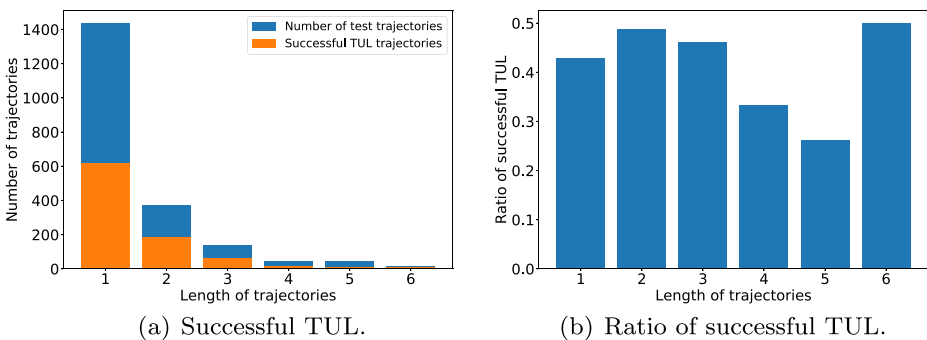 1400
1200
1000
800
600
400
200
0
Number of trajectories
Number of test trajectories
Successful TUL trajectories
1 2 3 4 5 6
Length of trajectories
(a) Successful TUL.
0.5
0.4
0.3
0.2
0.1
0.0
Ratio of successful TUL
1 2 3 4 5 6
Length of trajectories
(b) Ratio of successful TUL.